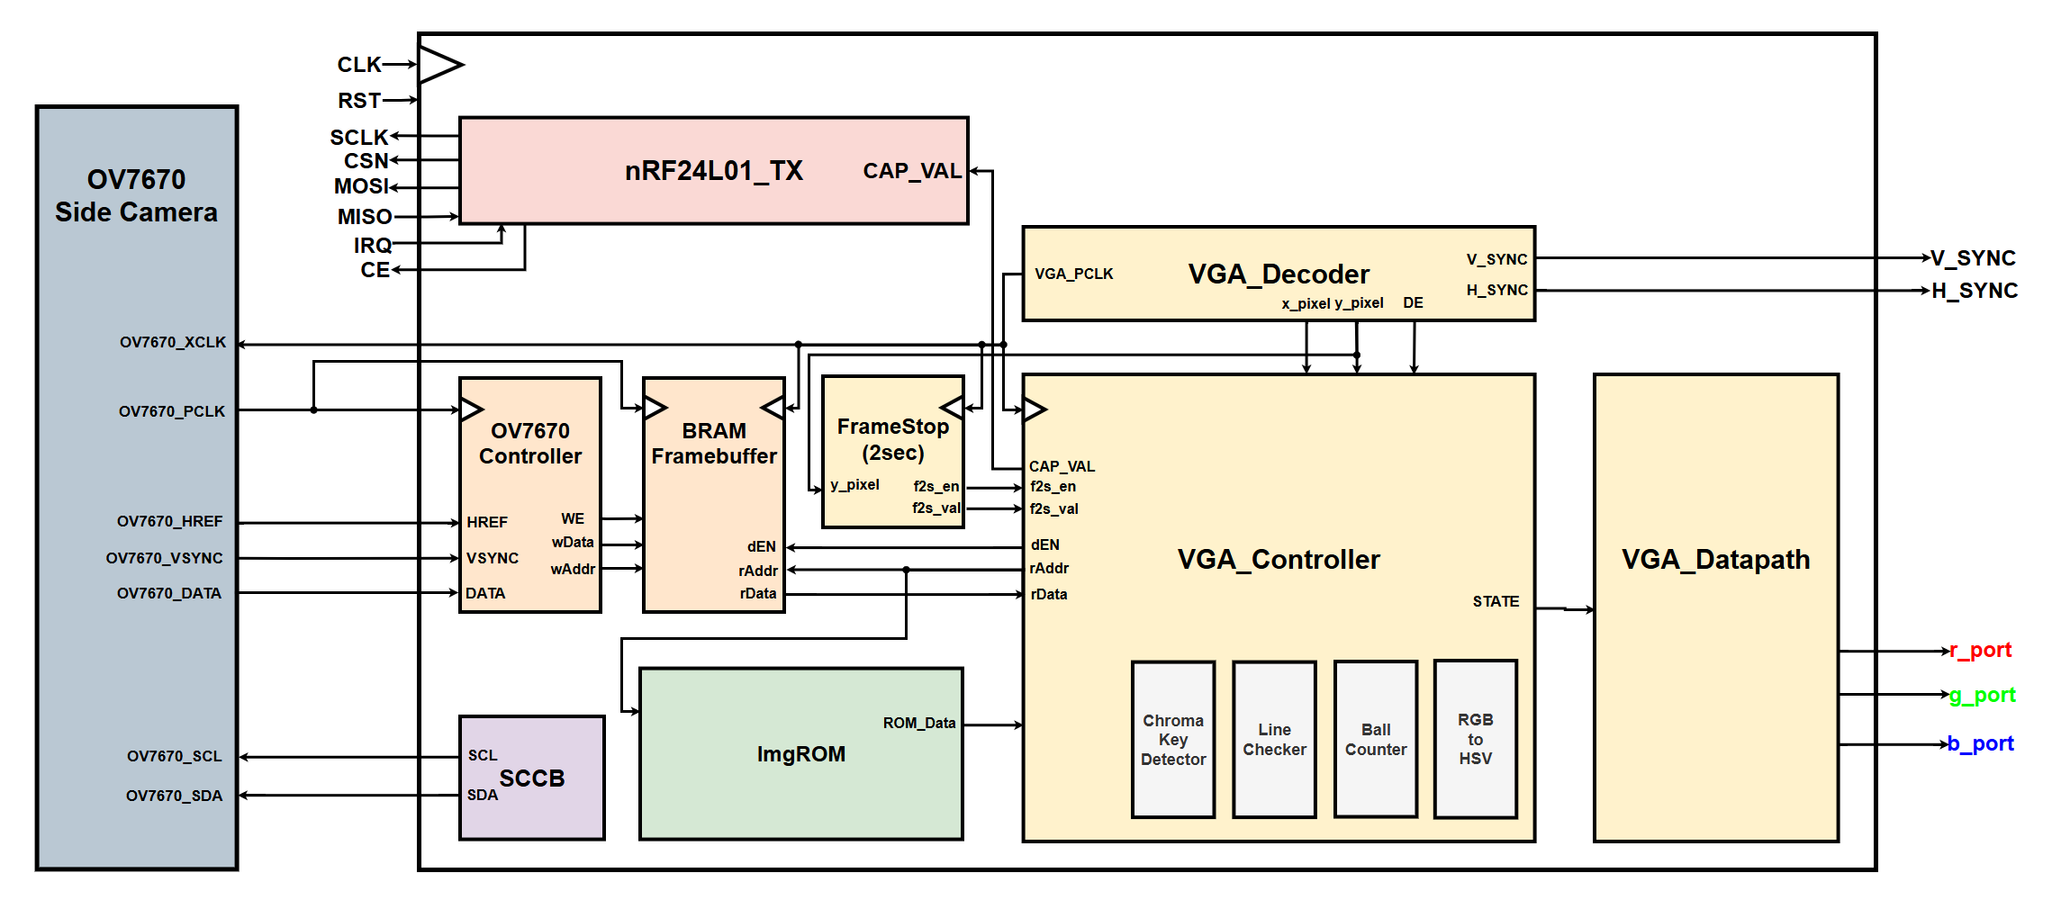 CLK
RST
SCLK
CSN
MOSI
MISO
IRQ
CE
OV7670
Side Camera
OV7670_XCLK
OV7670_PCLK
OV7670_HREF
OV7670_VSYNC
OV7670_DATA
OV7670_SCL
OV7670_SDA
nRF24L01_TX
CAP_VAL
VGA_PCLK
VGA_Decoder
V_SYNC
H_SYNC
x_pixel
y_pixel
DE
V_SYNC
H_SYNC
OV7670
Controller
HREF
VSYNC
DATA
WE
wData
wAddr
BRAM
Framebuffer
dEN
rAddr
rData
FrameStop
(2sec)
y_pixel
f2s_en
f2s_val
CAP_VAL
f2s_en
f2s_val
dEN
rAddr
rData
VGA_Controller
STATE
VGA_Datapath
r_port
g_port
b_port
SCL
SCCB
SDA
ImgROM
ROM_Data
Chroma
Key
Detector
Line
Checker
Ball
Counter
RGB
to
HSV